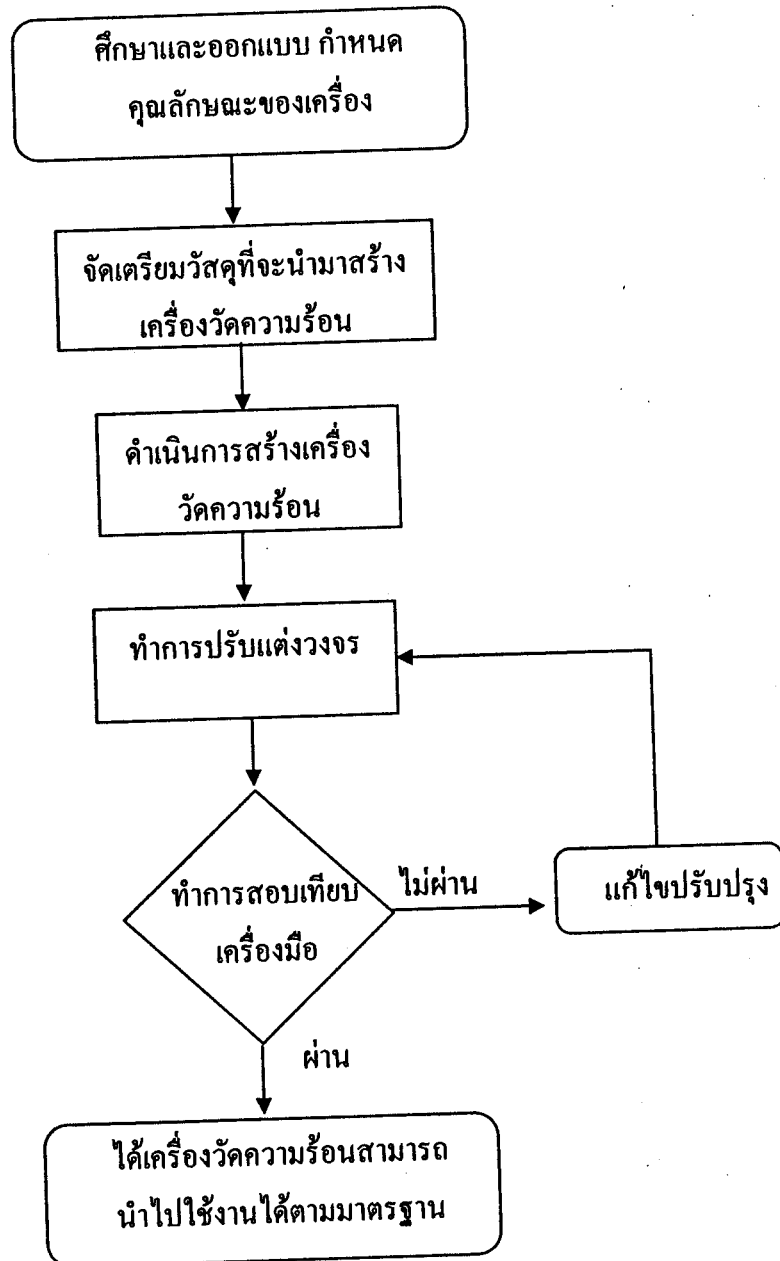 ศึกษาและออกแบบ กำหนด
คุณลักษณะของเครื่อง
จัดเตรียมวัสดุที่จะนำมาสร้าง
เครื่องวัดความร้อน
ดำเนินการสร้างเครื่อง
วัดความร้อน
ทำการปรับแต่งวงจร
ทำการสอบเทียบ
เครื่องมือ
ไม่ผ่าน
แก้ไขปรับปรุง
ผ่าน
ได้เครื่องวัดความร้อนสามารถ
นำไปใช้งานได้ตามมาตรฐาน